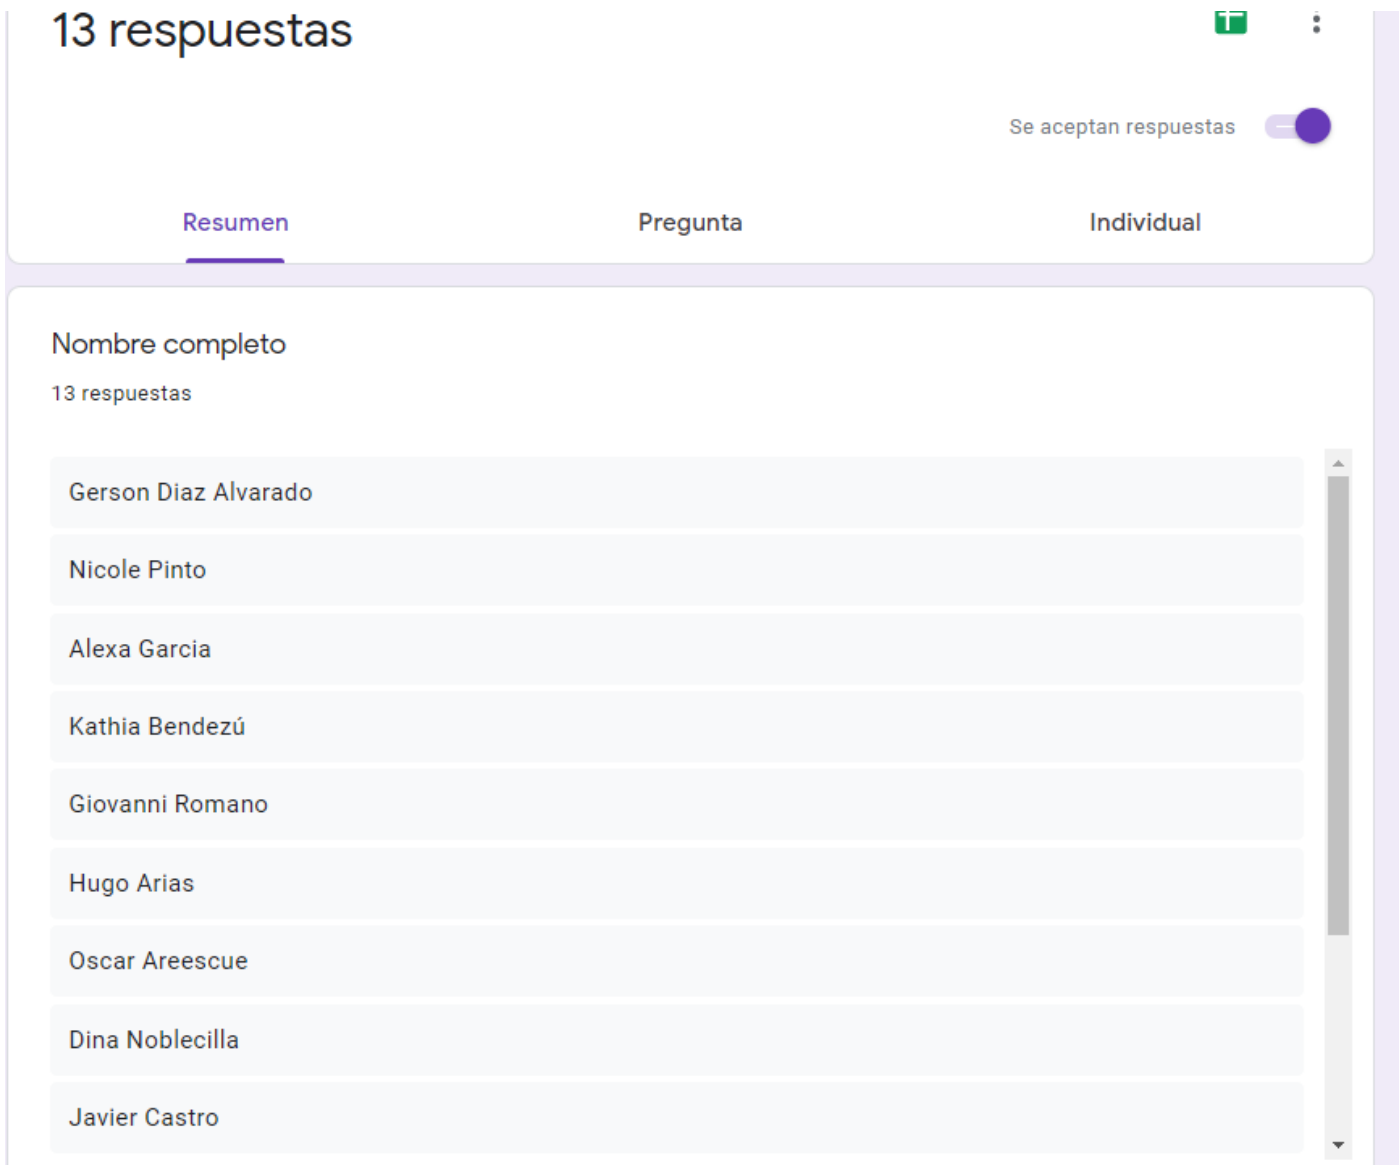 13 respuestas
Se aceptan respuestas
Resumen
Pregunta
Individual
Nombre completo
13 respuestas
Gerson Diaz Alvarado
Nicole Pinto
Alexa Garcia
Kathia Bendezú
Giovanni Romano
Hugo Arias
Oscar Areescue
Dina Noblecilla
Javier Castro